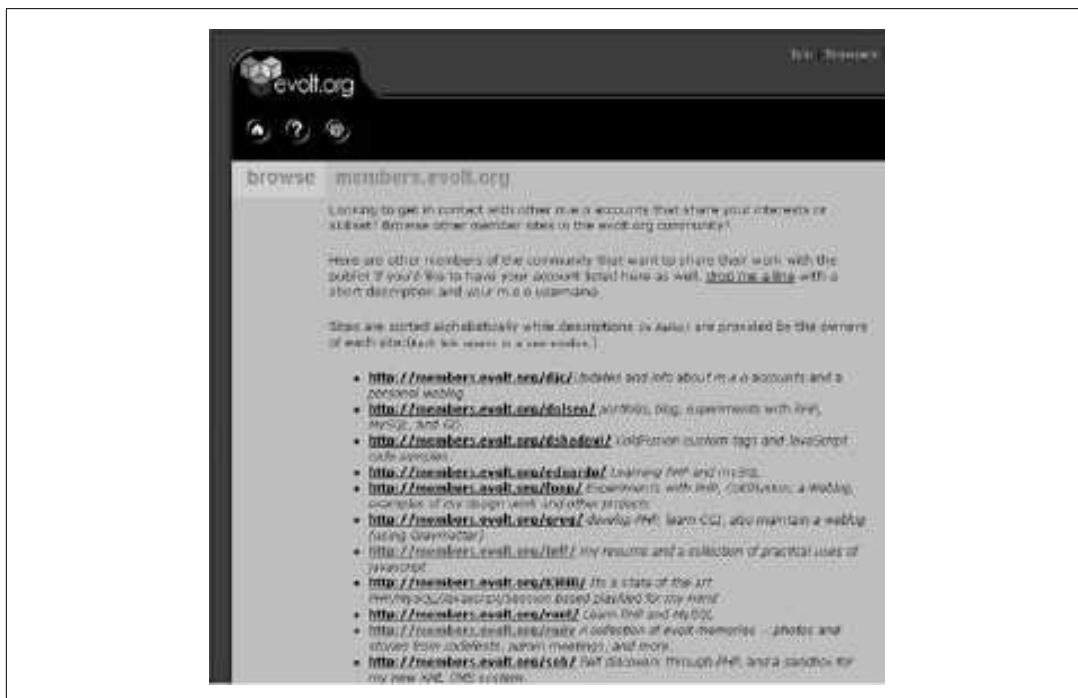 evolt.org
browse members.evolt.org
Looking to get in contact with other m.e.o accounts that share your interests or
skillset? Browse other member sites in the evolt.org community!
Here are other members of the community that want to share their work with the
public! If you'd like to have your account listed here as well, drop me a line with a
short description and your m.e.o username.
Sites are sorted alphabetically while descriptions (in italics) are provided by the owners
of each site(each link opens in a new window.)
• http://members.evolt.org/djc/ Updates and info about m.e.o accounts and a
personal weblog
• http://members.evolt.org/dolsen/ portfolio, blog, experiments with PHP,
MySQL, and GD.
• http://members.evolt.org/dshadovi/ ColdFusion custom tags and JavaScript
code samples.
• http://members.evolt.org/eduardo/ Learning PHP and mySQL
• http://members.evolt.org/ Experiments with PHP, ColdFusion, a Weblog,
examples of my design work and other projects
• http://members.evolt.org/greg/ develop PHP, learn CGI, also maintain a weblog
(using Greymatter)
• http://members.evolt.org/jeff/ my resume and a collection of practical uses of
javascript
• http://members.evolt.org/ Its a state of the art
based playfield for my mind
• http://members.evolt.org/ Learn PHP and MySQL
• http://members.evolt.org/ A collection of evolt memories -- photos and
stories from codefests, admin meetings, and more.
• http://members.evolt.org/seb/ Self discovery through PHP, and a sandbox for
my new XML CMS system.